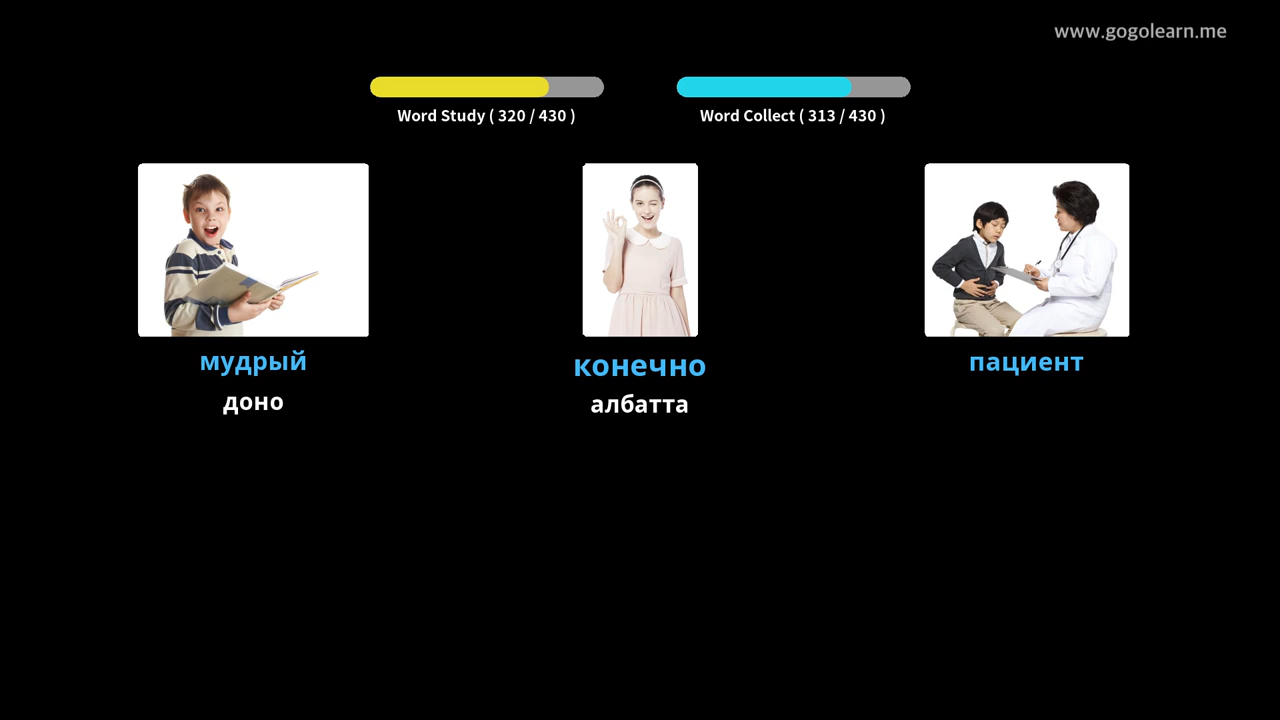 www.gogolearn.me
Word Study ( 320 / 430 )
Word Collect ( 313 / 430 )
мудрый
доно
конечно
албатта
пациент